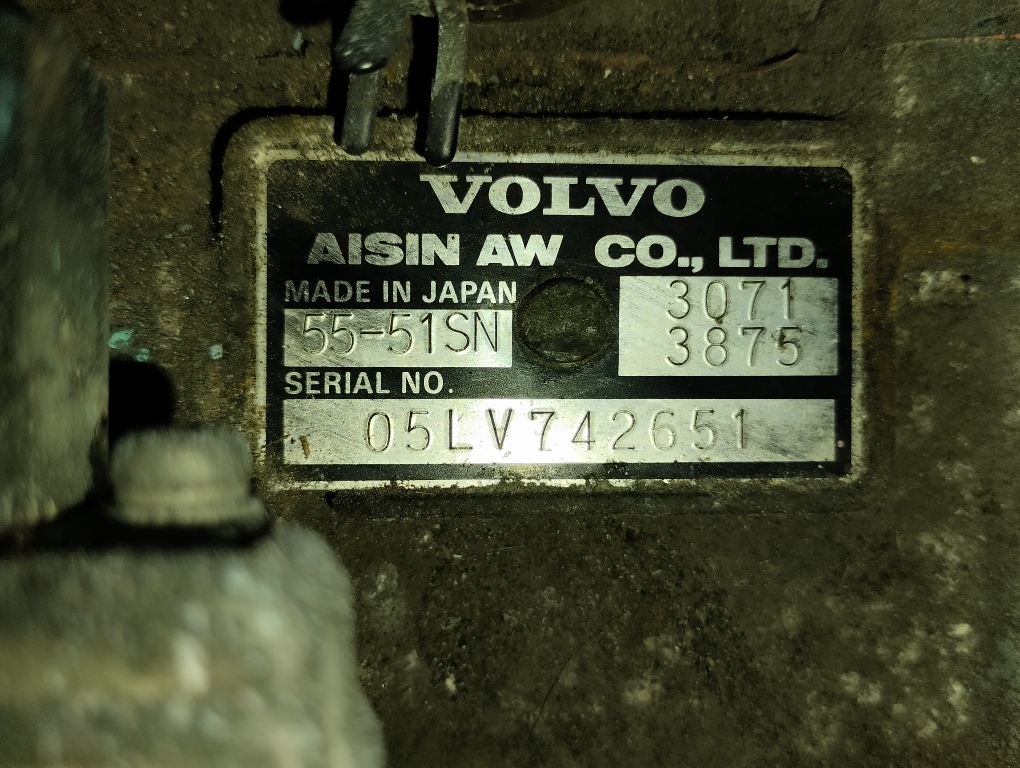 VOLVO
AISIN AW CO., LTD.
MADE IN JAPAN
55-51SN
3071
3875
SERIAL NO.
05LV742651